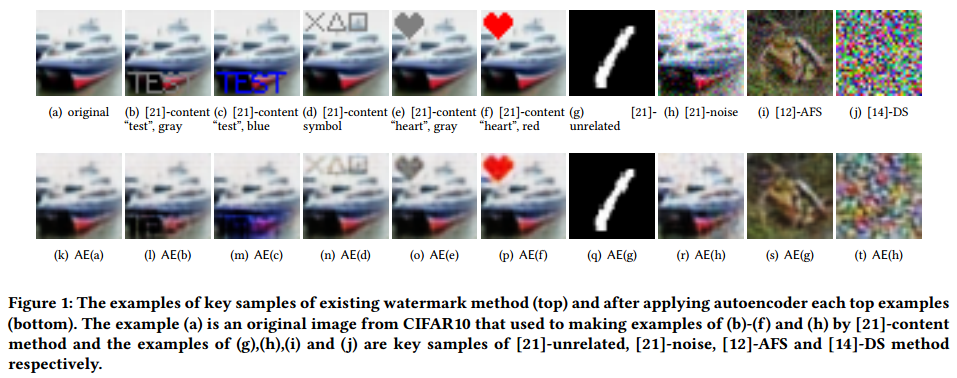 TEST
TEST
(a) original
(b) [21]-content
"test", gray
(c) [21]-content
"test", blue
(d) [21]-content
symbol
(e) [21]-content
“heart”, gray
(f) [21]-content
“heart”, red
(g) [21]-
unrelated
(h) [21]-noise
(i) [12]-AFS
(j) [14]-DS
(k) AE(a)
(l) AE(b)
(m) AE(c)
(n) AE(d)
(o) AE(e)
(p) AE(f)
(q) AE(g)
(r) AE(h)
(s) AE(g)
(t) AE(h)
Figure 1: The examples of key samples of existing watermark method (top) and after applying autoencoder each top examples
(bottom). The example (a) is an original image from CIFAR10 that used to making examples of (b)-(f) and (h) by [21]-content
method and the examples of (g),(h),(i) and (j) are key samples of [21]-unrelated, [21]-noise, [12]-AFS and [14]-DS method
respectively.